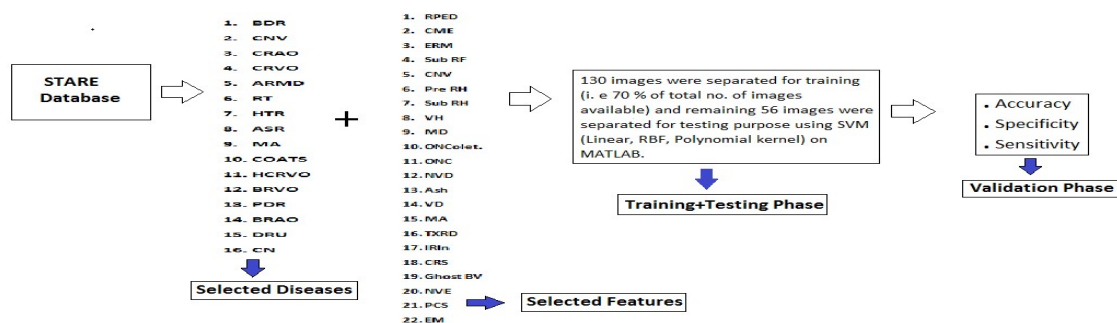 STARE
Database
1. BDR
2. CNV
3. CRAO
4. CRVO
5. ARMD
6. RT
7. HTR
8. ASR
9. MA
10. COATS
11. HCRVO
12. BRVO
13. PDR
14. BRAO
15. DRU
16. CN
Selected Diseases
+
1. RPED
2. CME
3. ERM
4. Sub RF
5. CNV
6. Pre RH
7. Sub RH
8. VH
9. MD
10. ONColet.
11. ONC
12. NVD
13. Ash
14. VD
15. MA
16. TXRD
17. IRIn
18. CRS
19. Ghost BV
20. NVE
21. PCS
22. EM
Selected Features
130 images were separated for training
(i. e 70 % of total no. of images
available) and remaining 56 images were
separated for testing purpose using SVM
(Linear, RBF, Polynomial kernel) on
MATLAB.
Training+Testing Phase
. Accuracy
. Specificity
. Sensitivity
Validation Phase